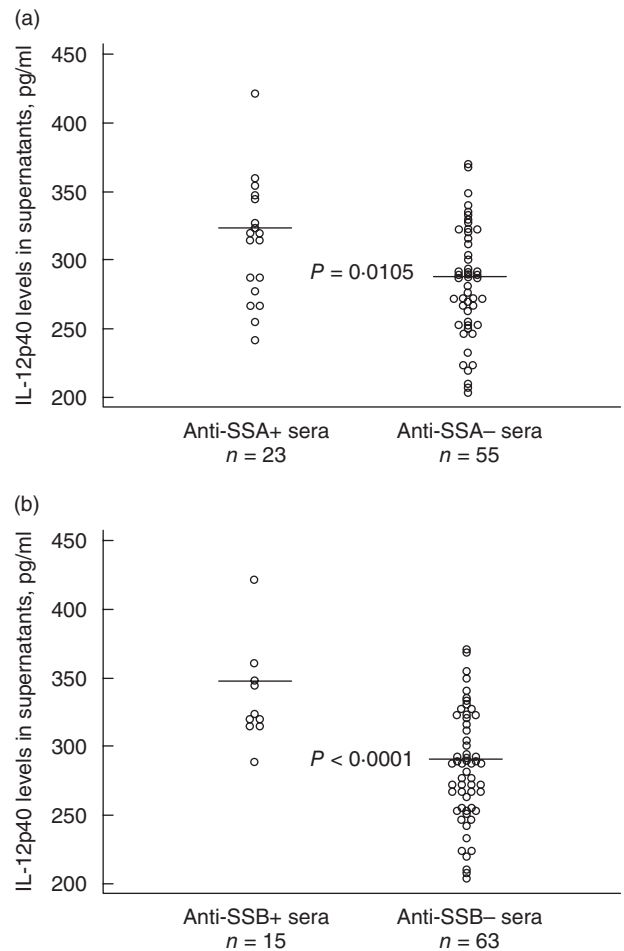 (a)
IL-12p40 levels in supernatants, pg/ml
450
400
350
300
250
200
P = 0·0105
Anti-SSA+ sera
n = 23
Anti-SSA– sera
n = 55
(b)
IL-12p40 levels in supernatants, pg/ml
450
400
350
300
250
200
P < 0·0001
Anti-SSB+ sera
n = 15
Anti-SSB– sera
n = 63